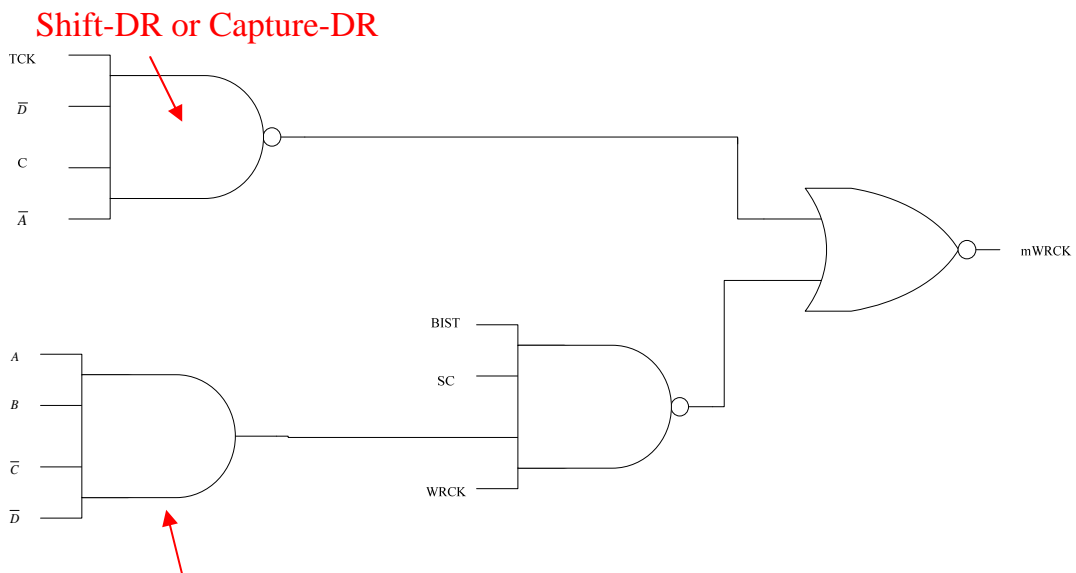 Shift-DR or Capture-DR
TCK
D̅
C
A̅
mWRCK
BIST
SC
WRCK
A
B
C̅
D̅